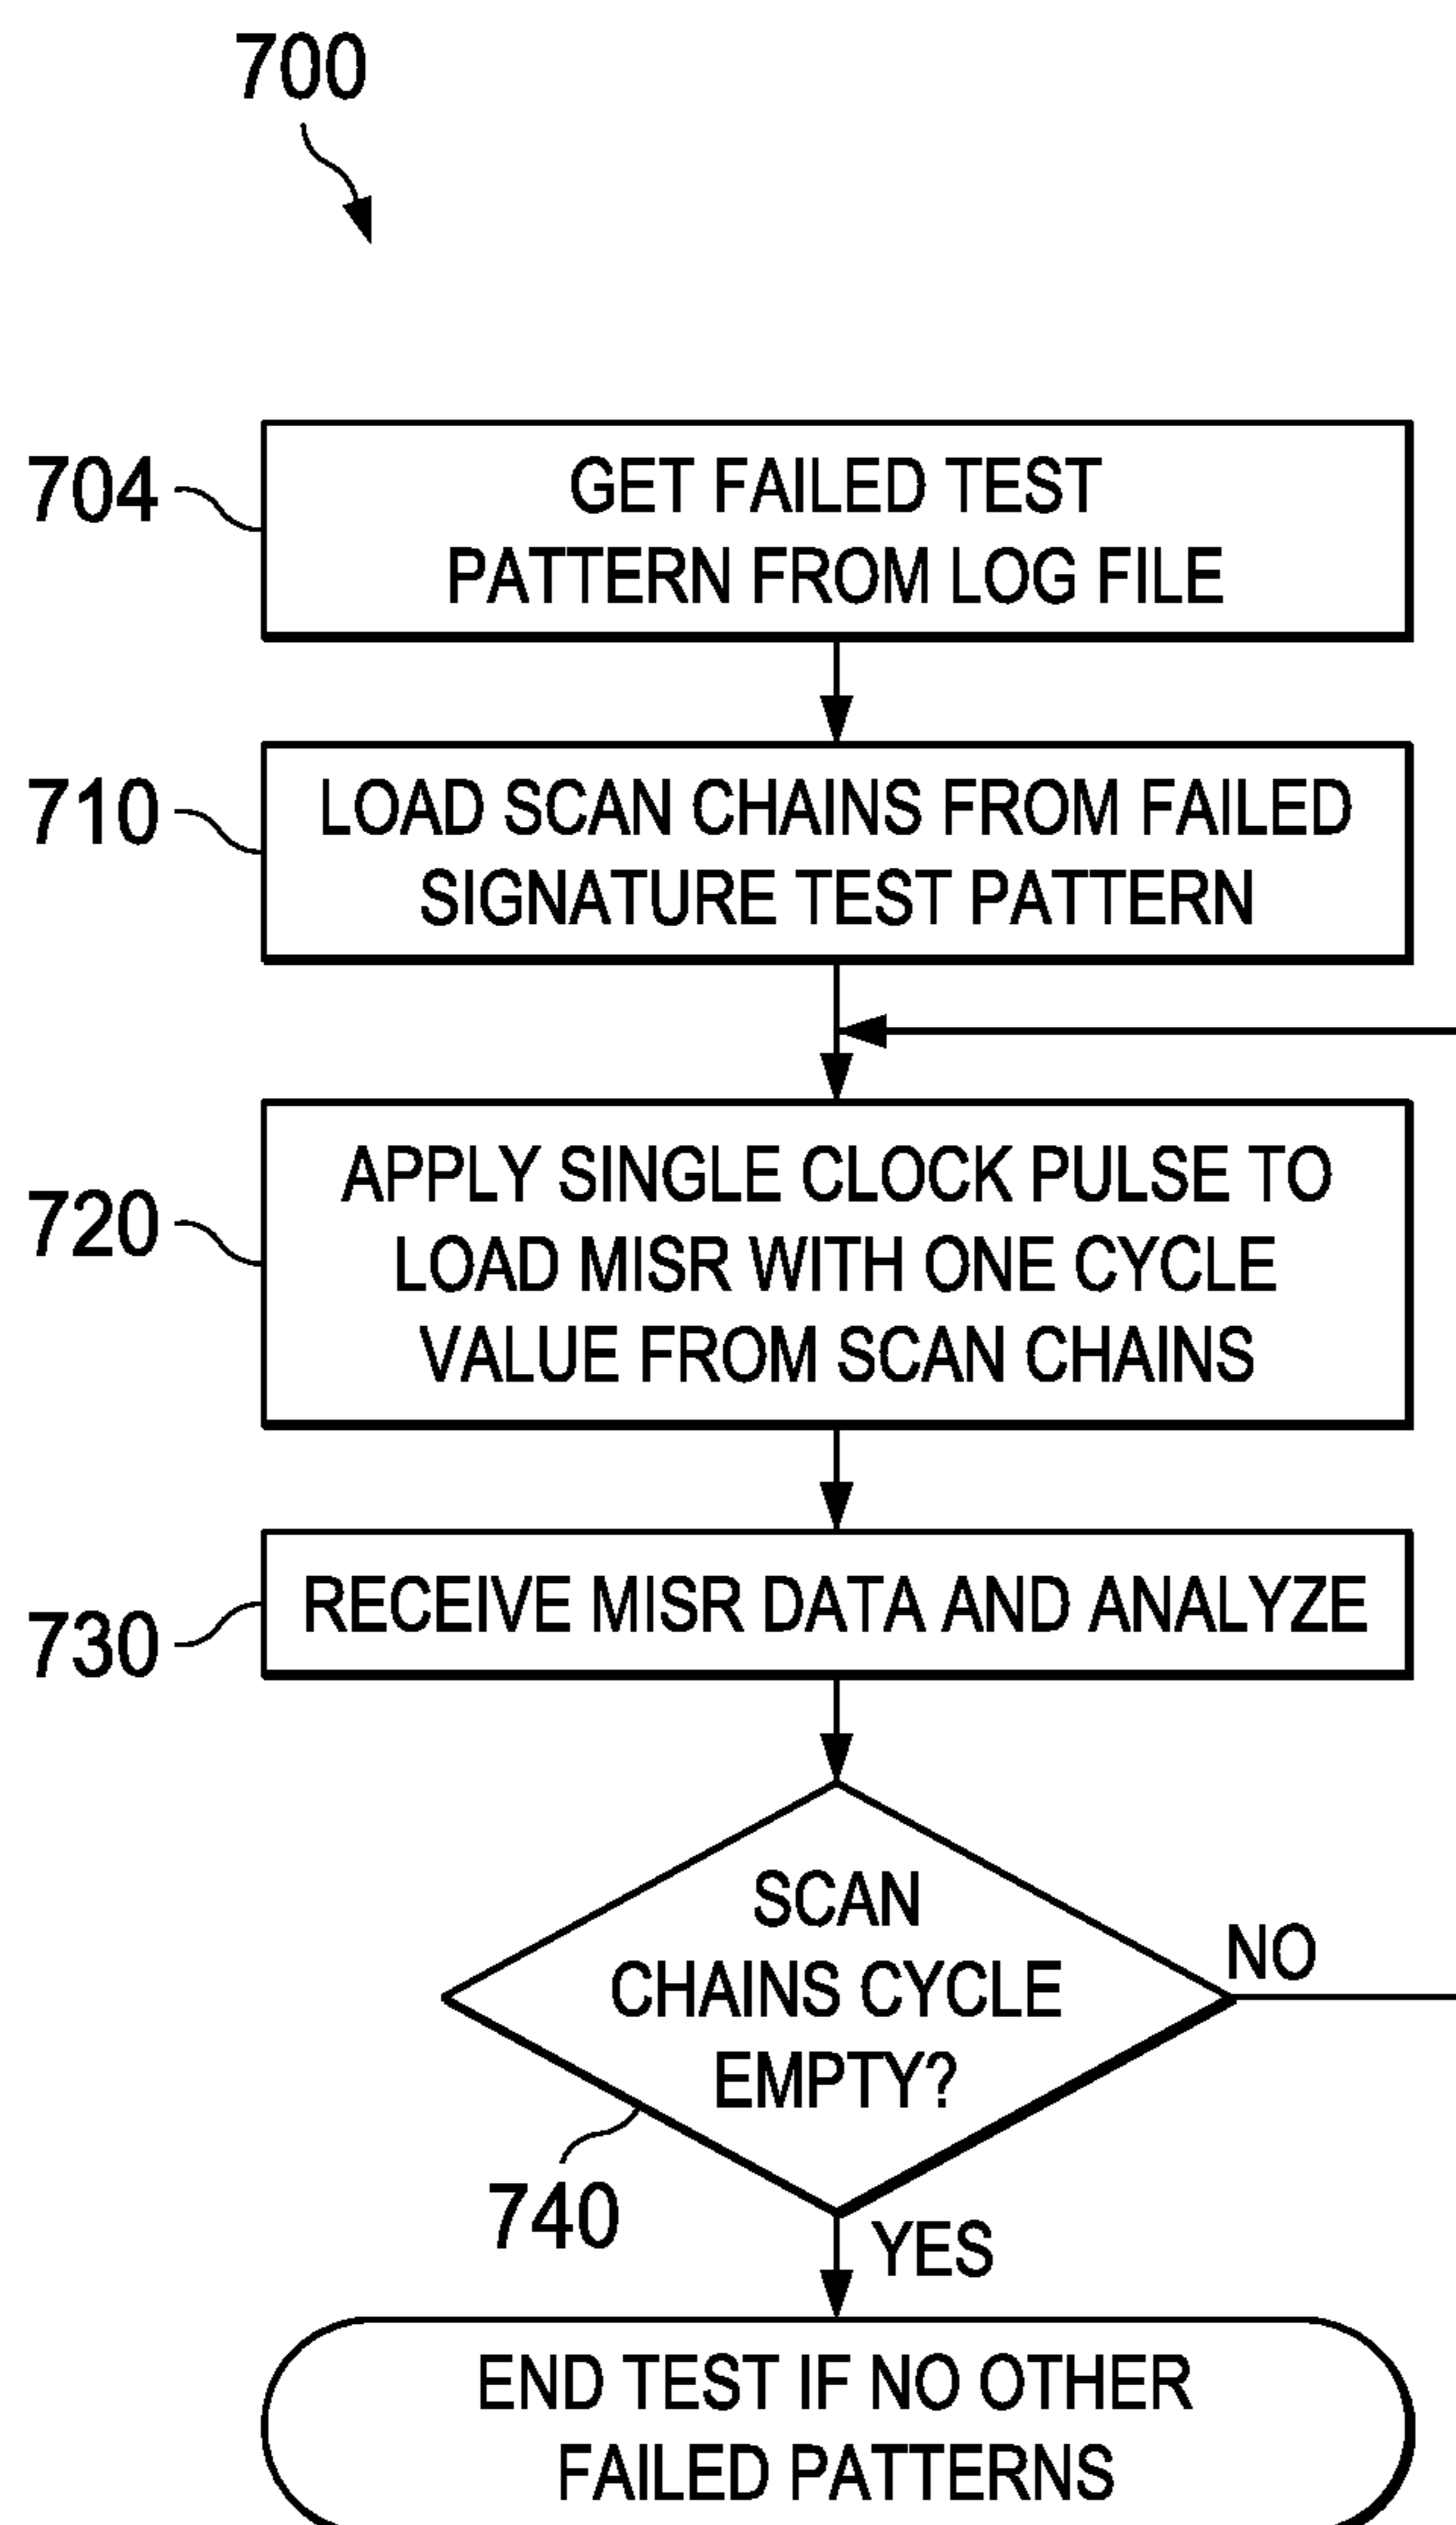 700
704
GET FAILED TEST
PATTERN FROM LOG FILE
710
LOAD SCAN CHAINS FROM FAILED
SIGNATURE TEST PATTERN
720
APPLY SINGLE CLOCK PULSE TO
LOAD MISR WITH ONE CYCLE
VALUE FROM SCAN CHAINS
730
RECEIVE MISR DATA AND ANALYZE
SCAN
CHAINS CYCLE
EMPTY?
NO
740
YES
END TEST IF NO OTHER
FAILED PATTERNS